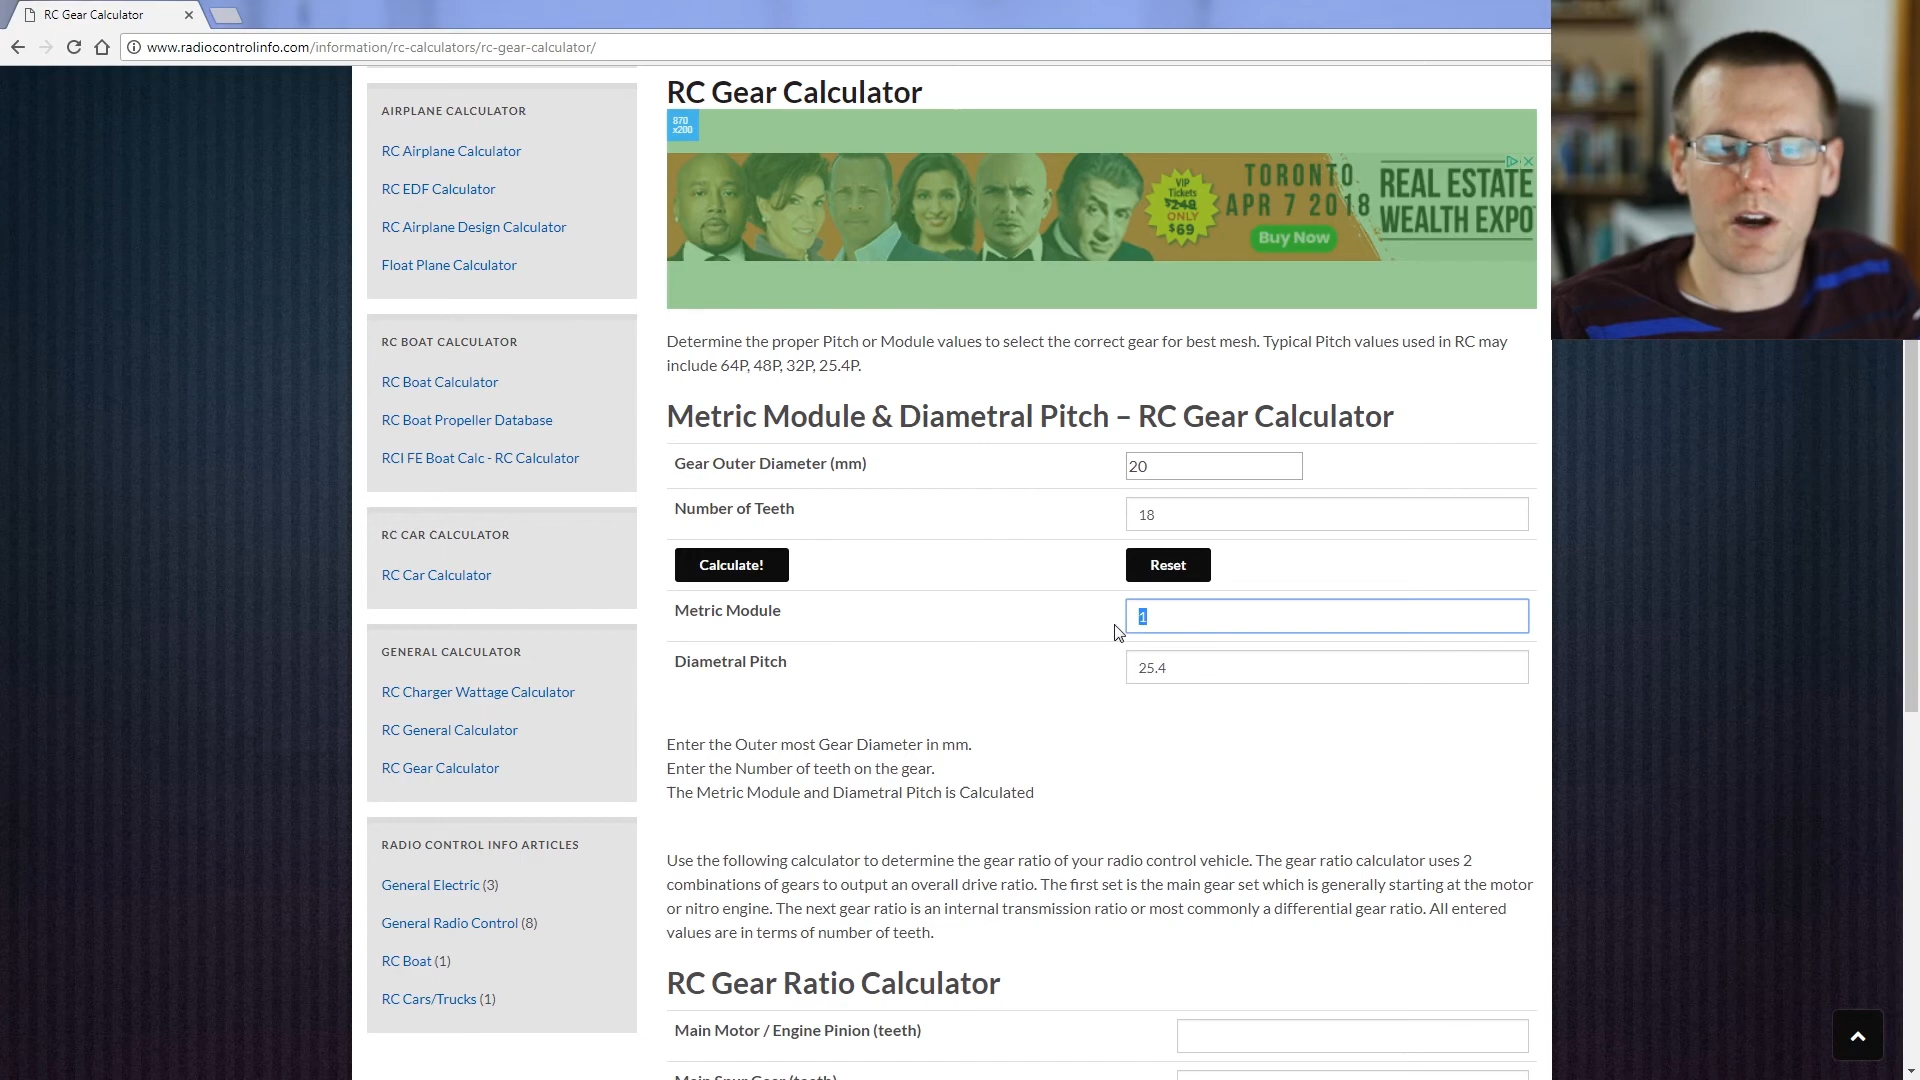 RC Gear Calculator
www.radiocontrolinfo.com/information/rc-calculators/rc-gear-calculator/
AIRPLANE CALCULATOR
RC Airplane Calculator
RC EDF Calculator
RC Airplane Design Calculator
Float Plane Calculator
RC BOAT CALCULATOR
RC Boat Calculator
RC Boat Propeller Database
RCI FE Boat Calc - RC Calculator
RC CAR CALCULATOR
RC Car Calculator
GENERAL CALCULATOR
RC Charger Wattage Calculator
RC General Calculator
RC Gear Calculator
RADIO CONTROL INFO ARTICLES
General Electric (3)
General Radio Control (8)
RC Boat (1)
RC Cars/Trucks (1)
RC Gear Calculator
870
x200
VIP
Tickets
$249
ONLY
$69
TORONTO
APR 7 2018
Buy Now
REAL ESTATE
WEALTH EXPO
Determine the proper Pitch or Module values to select the correct gear for best mesh. Typical Pitch values used in RC may
include 64P, 48P, 32P, 25.4P.
Metric Module & Diametral Pitch – RC Gear Calculator
Gear Outer Diameter (mm) 20
Number of Teeth 18
Calculate! Reset
Metric Module 1
Diametral Pitch 25.4
Enter the Outer most Gear Diameter in mm.
Enter the Number of teeth on the gear.
The Metric Module and Diametral Pitch is Calculated
Use the following calculator to determine the gear ratio of your radio control vehicle. The gear ratio calculator uses 2
combinations of gears to output an overall drive ratio. The first set is the main gear set which is generally starting at the motor
or nitro engine. The next gear ratio is an internal transmission ratio or most commonly a differential gear ratio. All entered
values are in terms of number of teeth.
RC Gear Ratio Calculator
Main Motor / Engine Pinion (teeth)
Main Spur Gear (teeth)